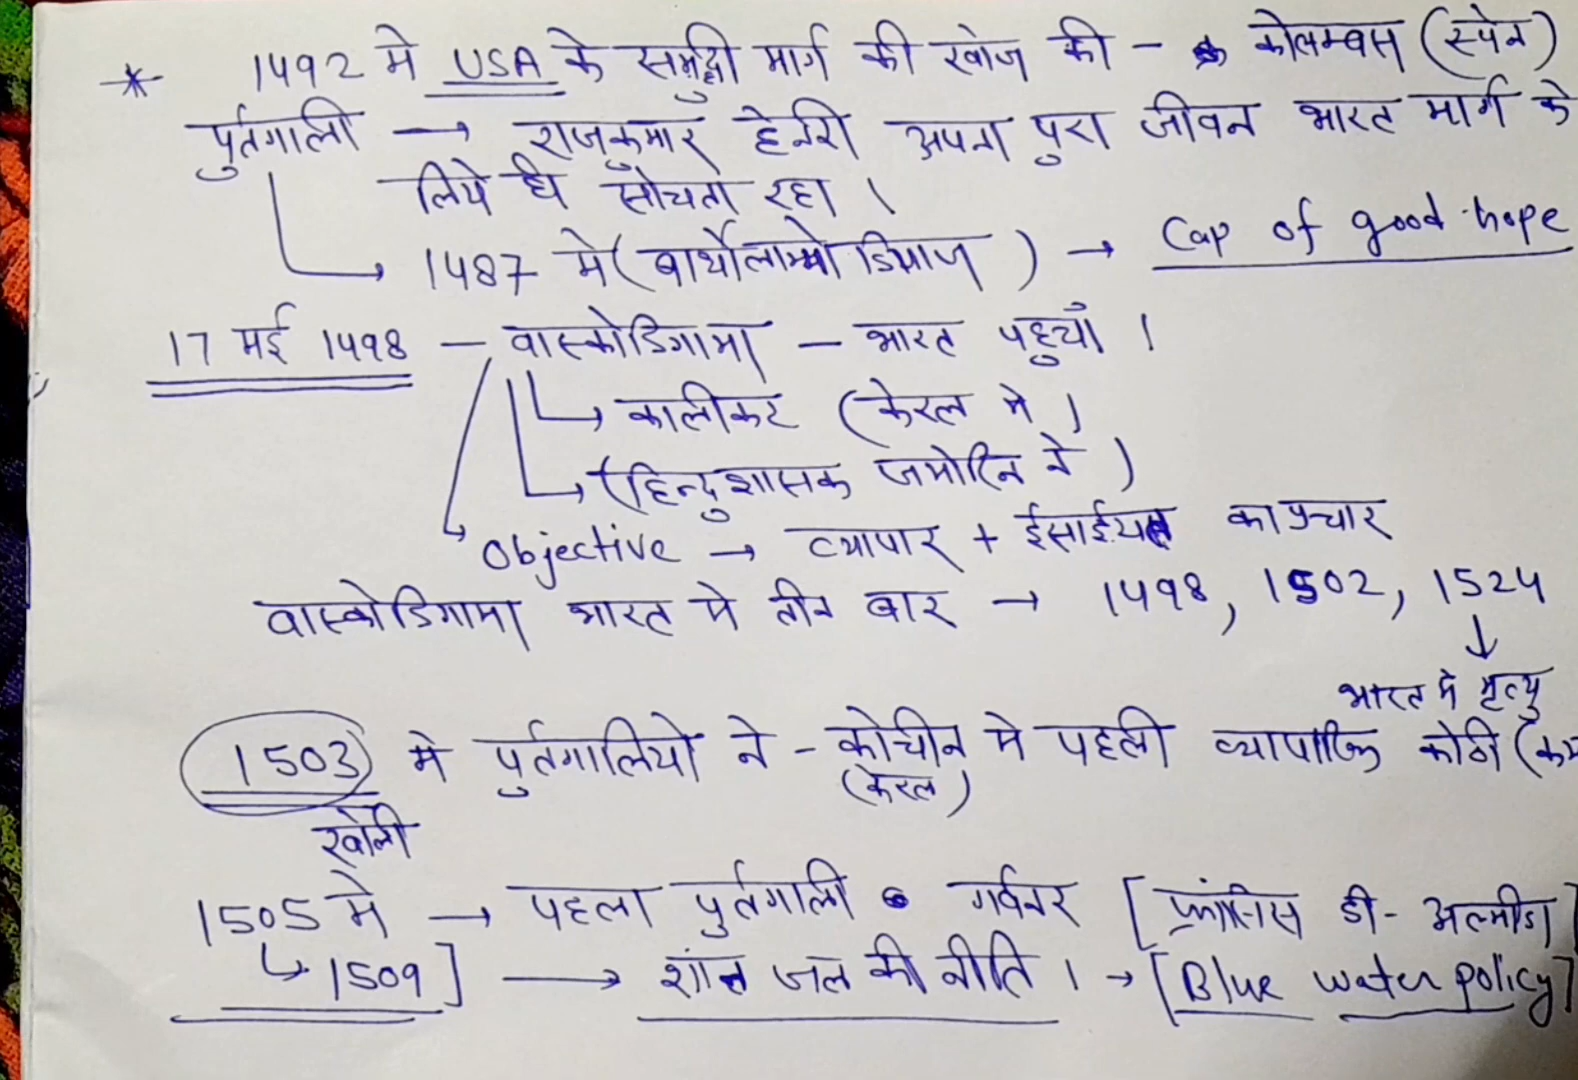 * 1492 मे USA के समुद्री मार्ग की खोज की - कोलम्बस (स्पेन)
पुर्तगाली → राजकुमार हेनरी अपना पुरा जीवन भारत मार्ग के
लिये सोचता रहा ।
1487 मे (बार्थोलाम्यो डियाज) → Cap of good hope
17 मई 1498 - वास्कोडिगामा - भारत पहुचाँ ।
→ कालीकट (केरल मे)
→ (हिन्दु शासक जमोरिन ने)
objective → व्यापार + ईसाईयत का प्रचार
वास्कोडिगामा भारत मे तीन बार → 1498, 1502, 1524
↓
भारत मे मृत्यु
1503 मे पुर्तगालियो ने - कोचीन मे पहली व्यापारिक कोठी
(केरल)
खोली
1505 मे → पहला पुर्तगाली गर्वनर [फ्रांसिस डी - अल्मीडा]
↳ 1509] → शांत जल की नीति । → [Blue water policy]